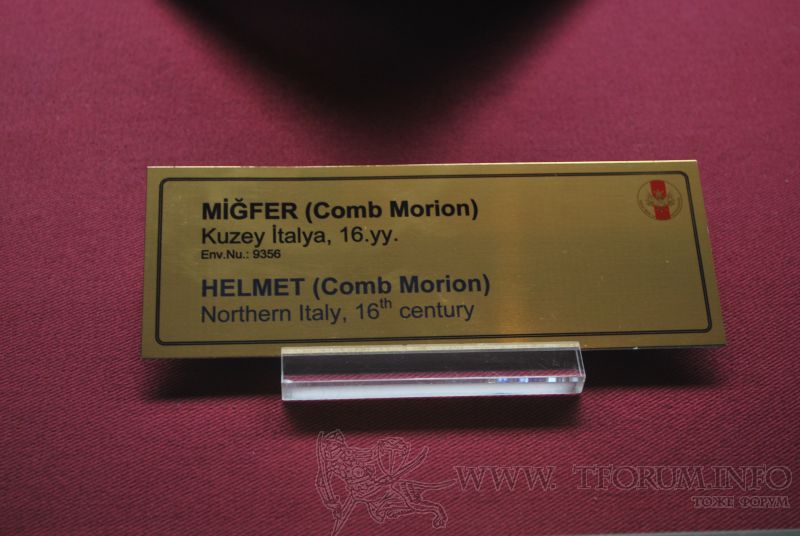 MİĞFER (Comb Morion)
Kuzey İtalya, 16.yy.
Env.Nu.: 9356
HELMET (Comb Morion)
Northern Italy, 16th century
WWW. TFORUM.INFO
ТОЖЕ ФОРУМ